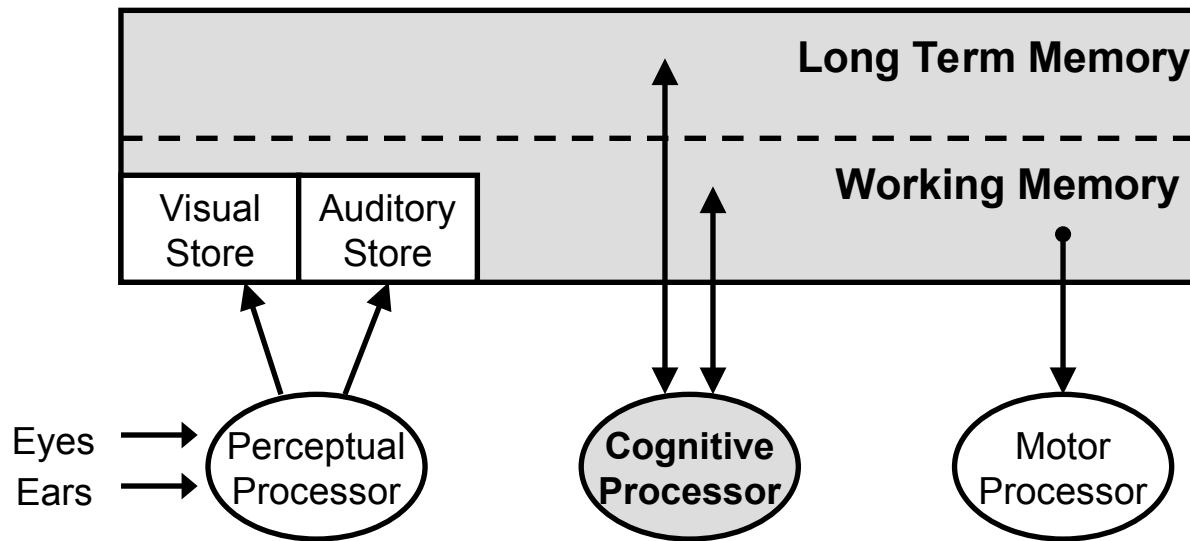 Long Term Memory
Working Memory
Visual
Store
Auditory
Store
Eyes
Ears
Perceptual
Processor
Cognitive
Processor
Motor
Processor